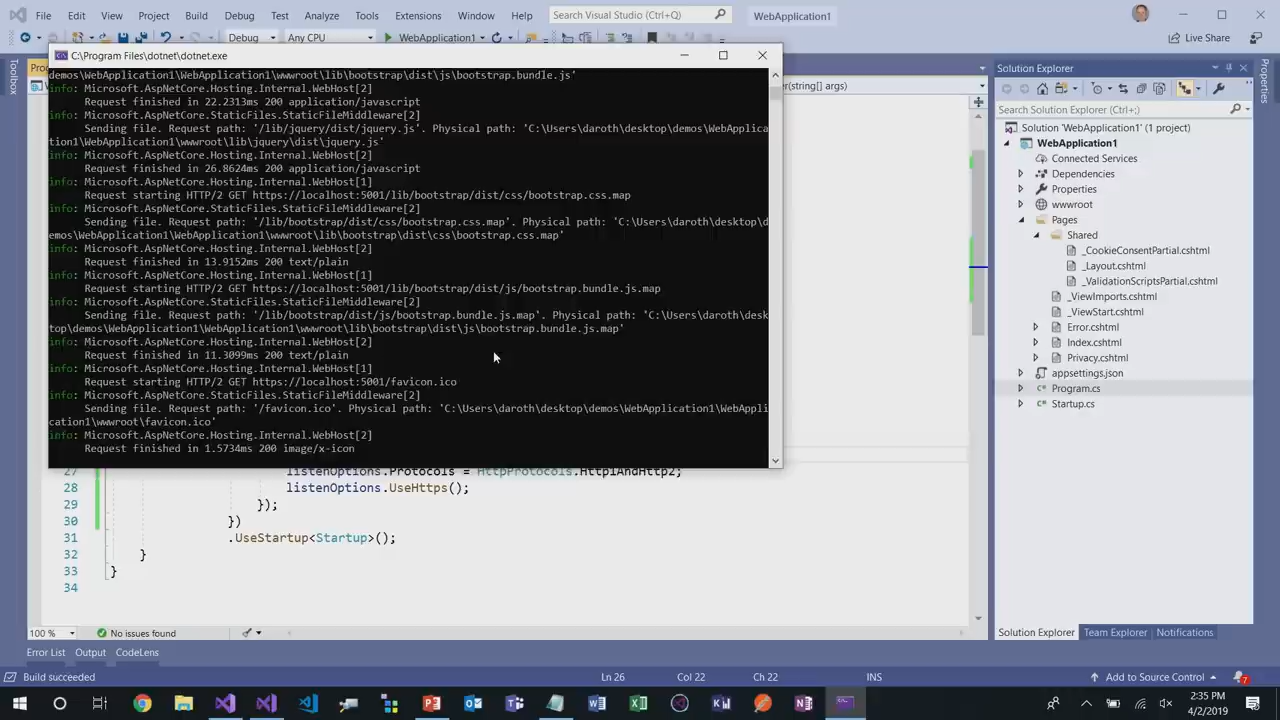 File Edit View Project Build Debug Test Analyze Tools Extensions Window Help Search Visual Studio (Ctrl+Q) WebApplication1
Debug Any CPU WebApplication1 Live Share
C:\Program Files\dotnet\dotnet.exe
demos\WebApplication1\WebApplication1\wwwroot\lib\bootstrap\dist\js\bootstrap.bundle.js'
info: Microsoft.AspNetCore.Hosting.Internal.WebHost[2]
Request finished in 22.2313ms 200 application/javascript
info: Microsoft.AspNetCore.StaticFiles.StaticFileMiddleware[2]
Sending file. Request path: '/lib/jquery/dist/jquery.js'. Physical path: 'C:\Users\daroth\desktop\demos\WebApplica
tion1\WebApplication1\wwwroot\lib\jquery\dist\jquery.js'
info: Microsoft.AspNetCore.Hosting.Internal.WebHost[2]
Request finished in 26.8624ms 200 application/javascript
info: Microsoft.AspNetCore.Hosting.Internal.WebHost[1]
Request starting HTTP/2 GET https://localhost:5001/lib/bootstrap/dist/css/bootstrap.css.map
info: Microsoft.AspNetCore.StaticFiles.StaticFileMiddleware[2]
Sending file. Request path: '/lib/bootstrap/dist/css/bootstrap.css.map'. Physical path: 'C:\Users\daroth\desktop\d
emos\WebApplication1\WebApplication1\wwwroot\lib\bootstrap\dist\css\bootstrap.css.map'
info: Microsoft.AspNetCore.Hosting.Internal.WebHost[2]
Request finished in 13.9152ms 200 text/plain
info: Microsoft.AspNetCore.Hosting.Internal.WebHost[1]
Request starting HTTP/2 GET https://localhost:5001/lib/bootstrap/dist/js/bootstrap.bundle.js.map
info: Microsoft.AspNetCore.StaticFiles.StaticFileMiddleware[2]
Sending file. Request path: '/lib/bootstrap/dist/js/bootstrap.bundle.js.map'. Physical path: 'C:\Users\daroth\desk
top\demos\WebApplication1\WebApplication1\wwwroot\lib\bootstrap\dist\js\bootstrap.bundle.js.map'
info: Microsoft.AspNetCore.Hosting.Internal.WebHost[2]
Request finished in 11.3099ms 200 text/plain
info: Microsoft.AspNetCore.Hosting.Internal.WebHost[1]
Request starting HTTP/2 GET https://localhost:5001/favicon.ico
info: Microsoft.AspNetCore.StaticFiles.StaticFileMiddleware[2]
Sending file. Request path: '/favicon.ico'. Physical path: 'C:\Users\daroth\desktop\demos\WebApplication1\WebAppli
cation1\wwwroot\favicon.ico'
info: Microsoft.AspNetCore.Hosting.Internal.WebHost[2]
Request finished in 1.5734ms 200 image/x-icon
(string[] args)
27 listenOptions.Protocols = HttpProtocols.Http1AndHttp2;
28 listenOptions.UseHttps();
29 });
30 })
31 .UseStartup<Startup>();
32 }
33 }
34
100 % No issues found
Toolbox
Properties
Solution Explorer
Search Solution Explorer (Ctrl+;)
Solution 'WebApplication1' (1 project)
WebApplication1
Connected Services
Dependencies
Properties
wwwroot
Pages
Shared
_CookieConsentPartial.cshtml
_Layout.cshtml
_ValidationScriptsPartial.cshtml
_ViewImports.cshtml
_ViewStart.cshtml
Error.cshtml
Index.cshtml
Privacy.cshtml
appsettings.json
Program.cs
Startup.cs
Solution Explorer Team Explorer Notifications
Error List Output CodeLens
Build succeeded Ln 26 Col 22 Ch 22 INS Add to Source Control 7
2:35 PM
4/2/2019